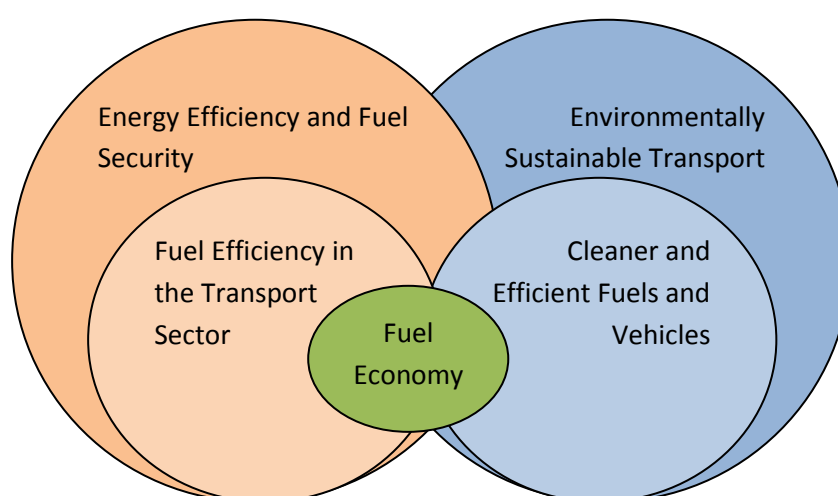 Energy Efficiency and Fuel
Security
Environmentally
Sustainable Transport
Fuel Efficiency in
the Transport
Sector
Cleaner and
Efficient Fuels and
Vehicles
Fuel
Economy